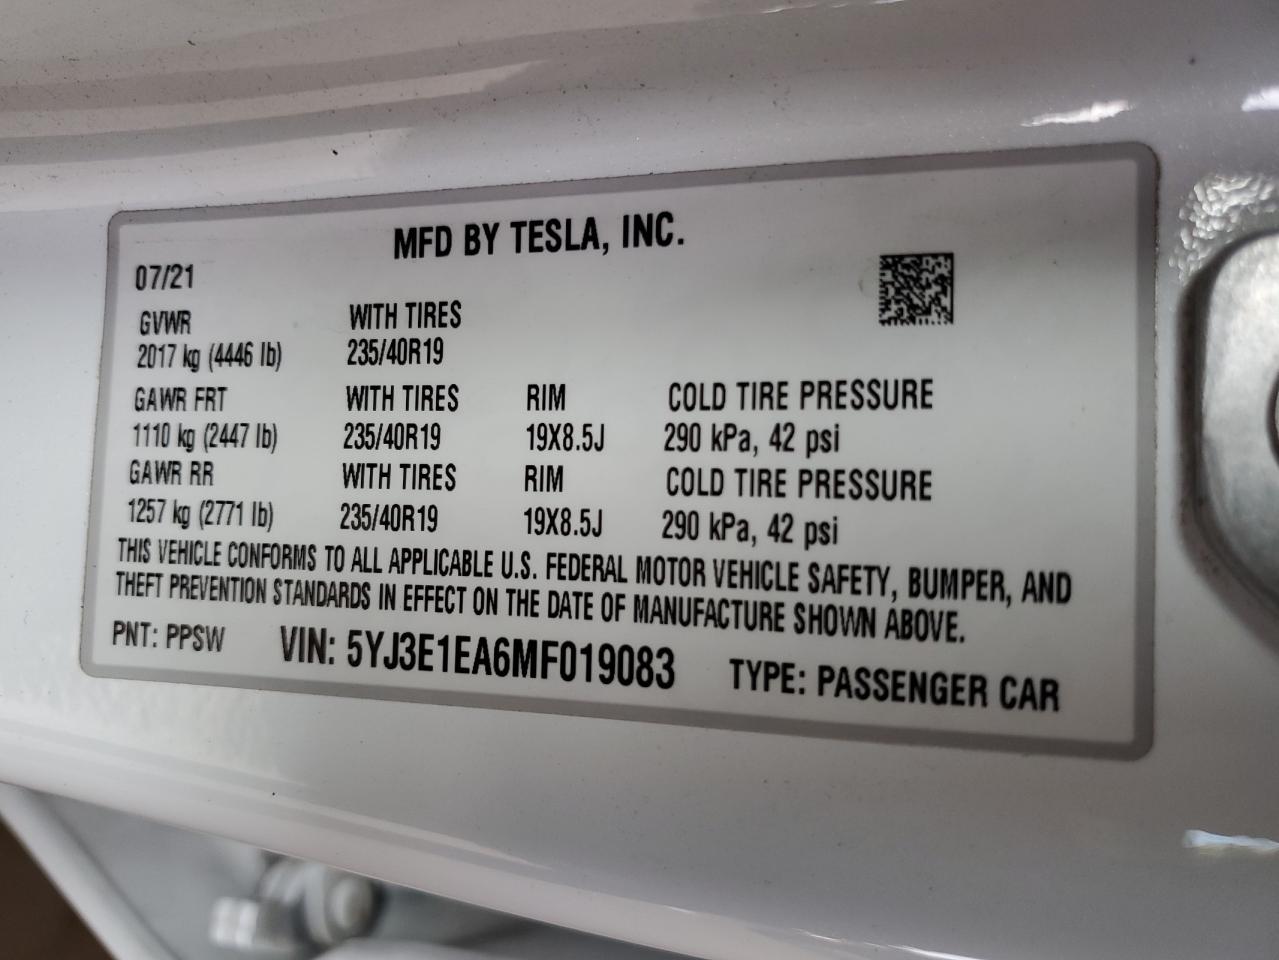 MFD BY TESLA, INC.
07/21
GVWR WITH TIRES
2017 kg (4446 lb) 235/40R19
GAWR FRT WITH TIRES RIM COLD TIRE PRESSURE
1110 kg (2447 lb) 235/40R19 19X8.5J 290 kPa, 42 psi
GAWR RR WITH TIRES RIM COLD TIRE PRESSURE
1257 kg (2771 lb) 235/40R19 19X8.5J 290 kPa, 42 psi
THIS VEHICLE CONFORMS TO ALL APPLICABLE U.S. FEDERAL MOTOR VEHICLE SAFETY, BUMPER, AND
THEFT PREVENTION STANDARDS IN EFFECT ON THE DATE OF MANUFACTURE SHOWN ABOVE.
PNT: PPSW VIN: 5YJ3E1EA6MF019083 TYPE: PASSENGER CAR